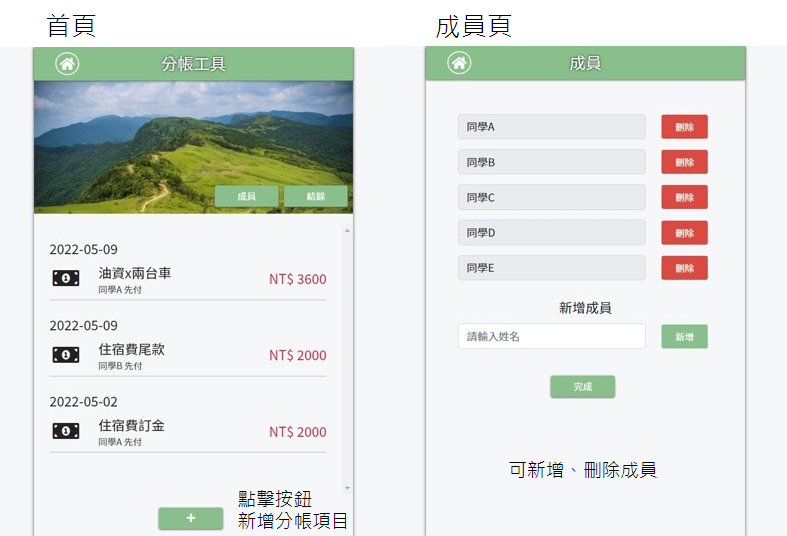 首頁
分帳工具
成員
結餘
2022-05-09
油資x兩台車
NT$ 3600
同學A 先付
2022-05-09
住宿費尾款
NT$ 2000
同學B 先付
2022-05-02
住宿費訂金
NT$ 2000
同學A 先付
+
點擊按鈕
新增分帳項目
成員頁
成員
同學A
刪除
同學B
刪除
同學C
刪除
同學D
刪除
同學E
刪除
新增成員
請輸入姓名
新增
完成
可新增、刪除成員